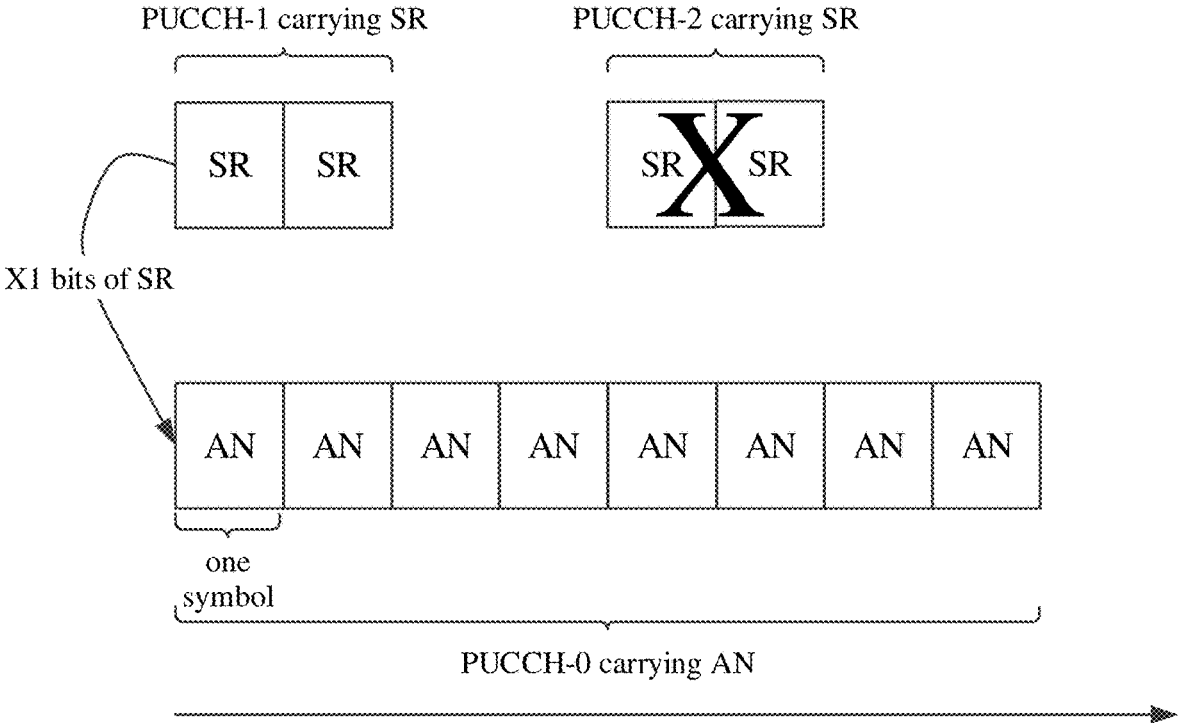 PUCCH-1 carrying SR PUCCH-2 carrying SR
SR SR SR X SR
X1 bits of SR
AN AN AN AN AN AN AN AN
one
symbol
PUCCH-0 carrying AN